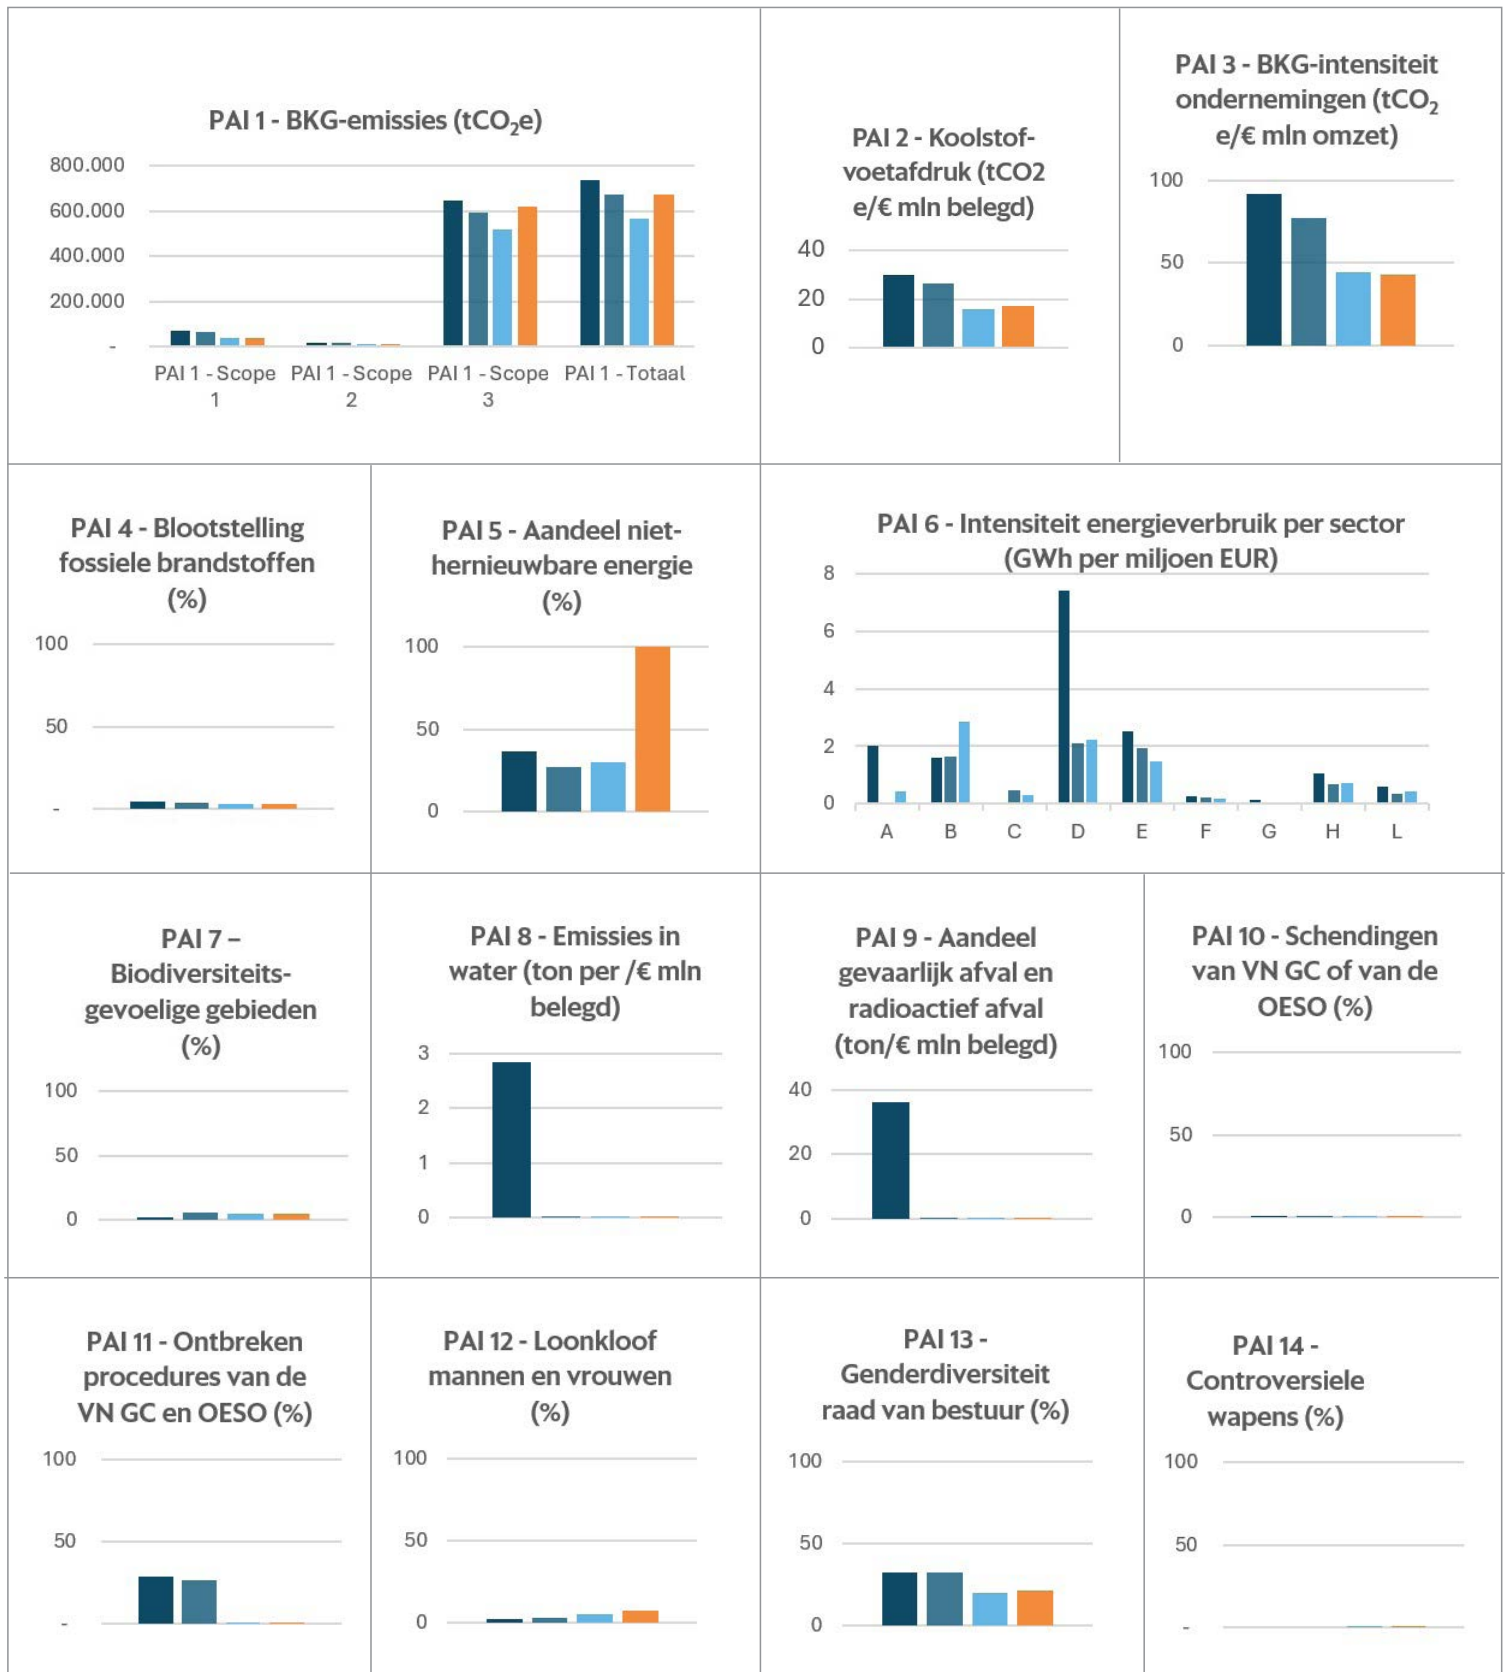 PAI 1 - BKG-emissies (tCO₂e)
800.000
600.000
400.000
200.000
-
PAI 1 - Scope
1
PAI 1 - Scope
2
PAI 1 - Scope
3
PAI 1 - Totaal
PAI 2 - Koolstof-
voetafdruk (tCO2
e/€ mln belegd)
40
20
0
PAI 3 - BKG-intensiteit
ondernemingen (tCO₂
e/€ mln omzet)
100
50
0
PAI 4 - Blootstelling
fossiele brandstoffen
(%)
100
50
-
PAI 5 - Aandeel niet-
hernieuwbare energie
(%)
100
50
0
PAI 6 - Intensiteit energieverbruik per sector
(GWh per miljoen EUR)
8
6
4
2
0
A B C D E F G H L
PAI 7 –
Biodiversiteits-
gevoelige gebieden
(%)
100
50
0
PAI 8 - Emissies in
water (ton per /€ mln
belegd)
3
2
1
0
PAI 9 - Aandeel
gevaarlijk afval en
radioactief afval
(ton/€ mln belegd)
40
20
0
PAI 10 - Schendingen
van VN GC of van de
OESO (%)
100
50
0
PAI 11 - Ontbreken
procedures van de
VN GC en OESO (%)
100
50
-
PAI 12 - Loonkloof
mannen en vrouwen
(%)
100
50
0
PAI 13 -
Genderdiversiteit
raad van bestuur (%)
100
50
0
PAI 14 -
Controversiele
wapens (%)
100
50
-